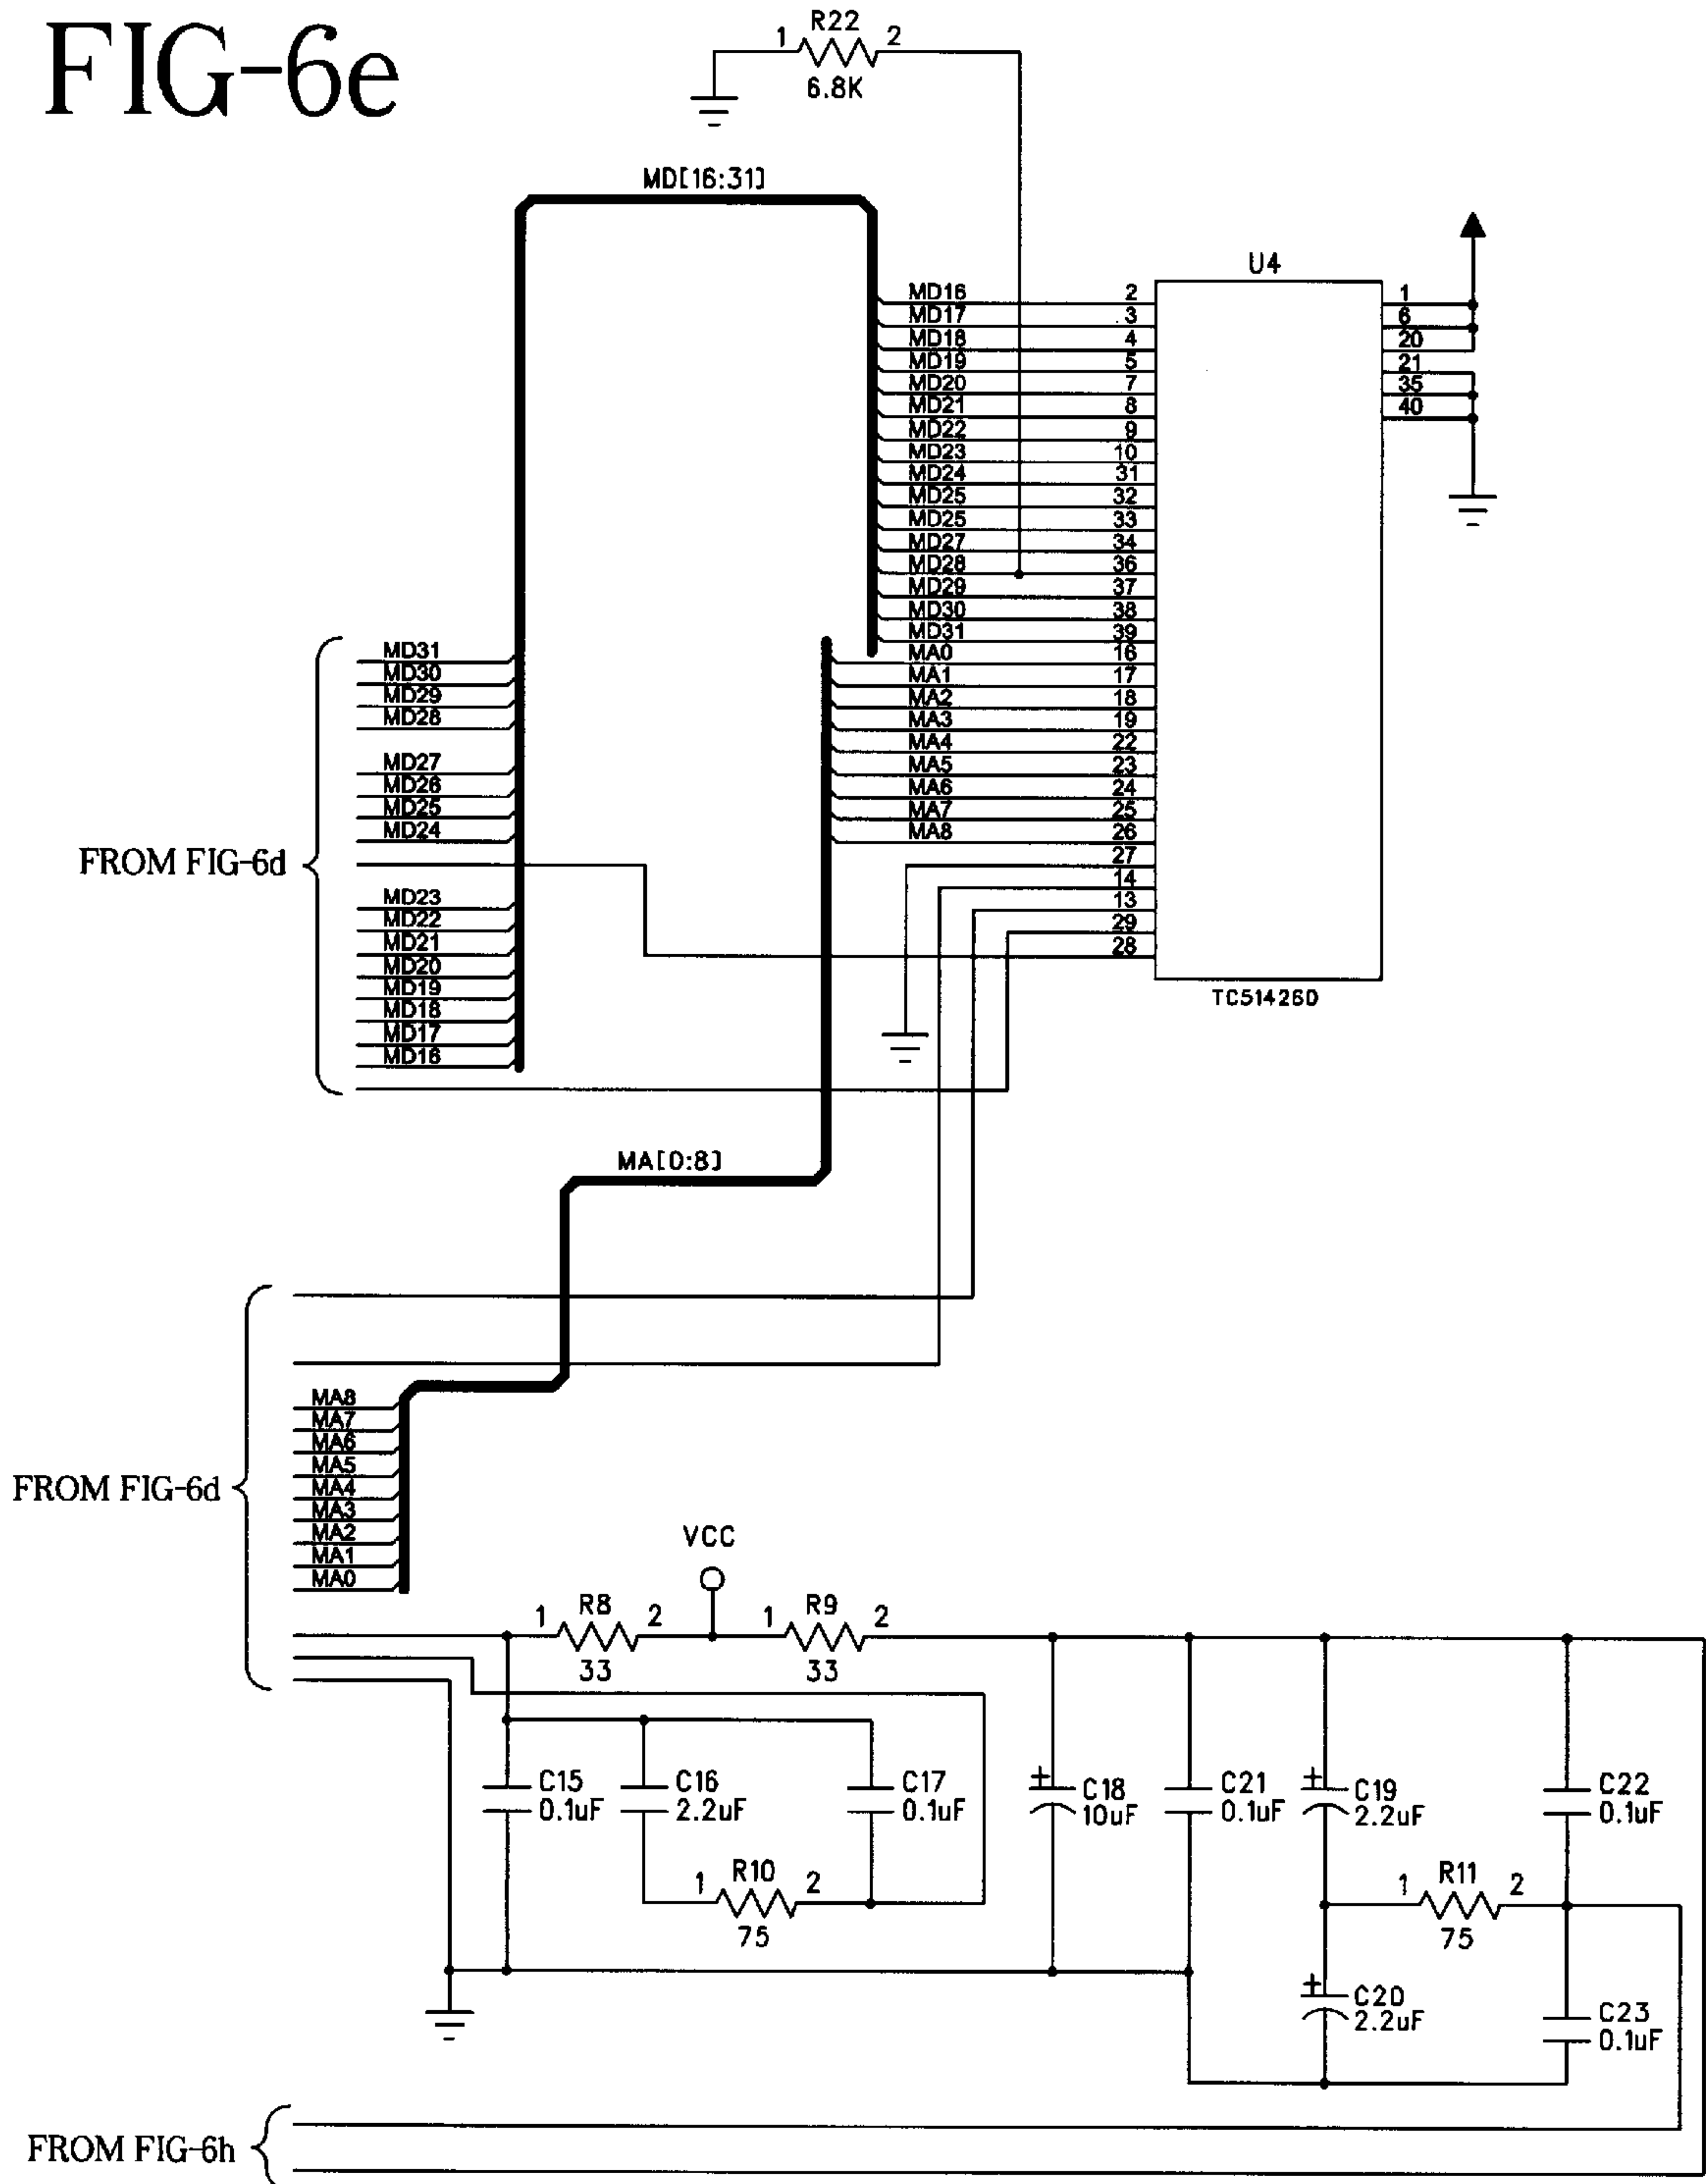 FIG-6e
1 R22 2
6.8K
MD[16:31]
U4
MD16 2
MD17 3
MD18 4
MD19 5
MD20 7
MD21 8
MD22 9
MD23 10
MD24 31
MD25 32
MD25 33
MD27 34
MD28 36
MD29 37
MD30 38
MD31 39
MA0 16
MA1 17
MA2 18
MA3 19
MA4 22
MA5 23
MA6 24
MA7 25
MA8 26
27
14
13
29
28
1
6
20
21
35
40
TC514260
FROM FIG-6d
MD31
MD30
MD29
MD28
MD27
MD26
MD25
MD24
MD23
MD22
MD21
MD20
MD19
MD18
MD17
MD16
MA[0:8]
FROM FIG-6d
MA8
MA7
MA6
MA5
MA4
MA3
MA2
MA1
MA0
VCC
1 R8 2
33
1 R9 2
33
C15
0.1uF
C16
2.2uF
C17
0.1uF
1 R10 2
75
+ C18
10uF
C21
0.1uF
+ C19
2.2uF
C22
0.1uF
1 R11 2
75
+ C20
2.2uF
C23
0.1uF
FROM FIG-6h